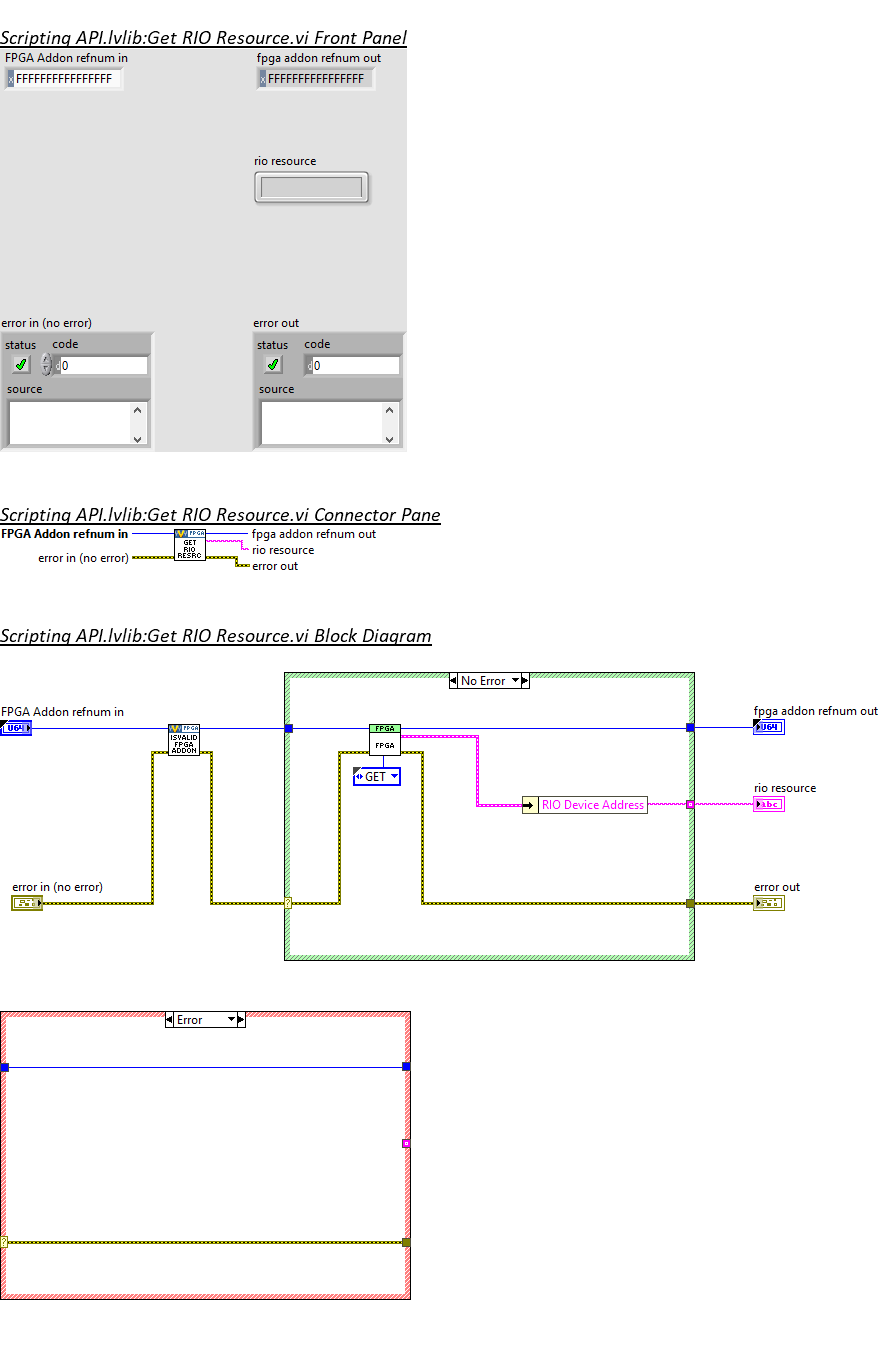 Scripting API.lvlib:Get RIO Resource.vi Front Panel
FPGA Addon refnum in
fpga addon refnum out
x FFFFFFFFFFFFFFFF
x FFFFFFFFFFFFFFFF
rio resource
error in (no error)
error out
status code
status code
0
0
source
source
Scripting API.lvlib:Get RIO Resource.vi Connector Pane
FPGA Addon refnum in
FPGA
GET
RIO
RESRC
fpga addon refnum out
rio resource
error in (no error)
error out
Scripting API.lvlib:Get RIO Resource.vi Block Diagram
No Error
FPGA Addon refnum in
U64
FPGA
ISVALID
FPGA
ADDON
FPGA
FPGA
GET
fpga addon refnum out
U64
RIO Device Address
rio resource
abc
error in (no error)
?
error out
Error
?